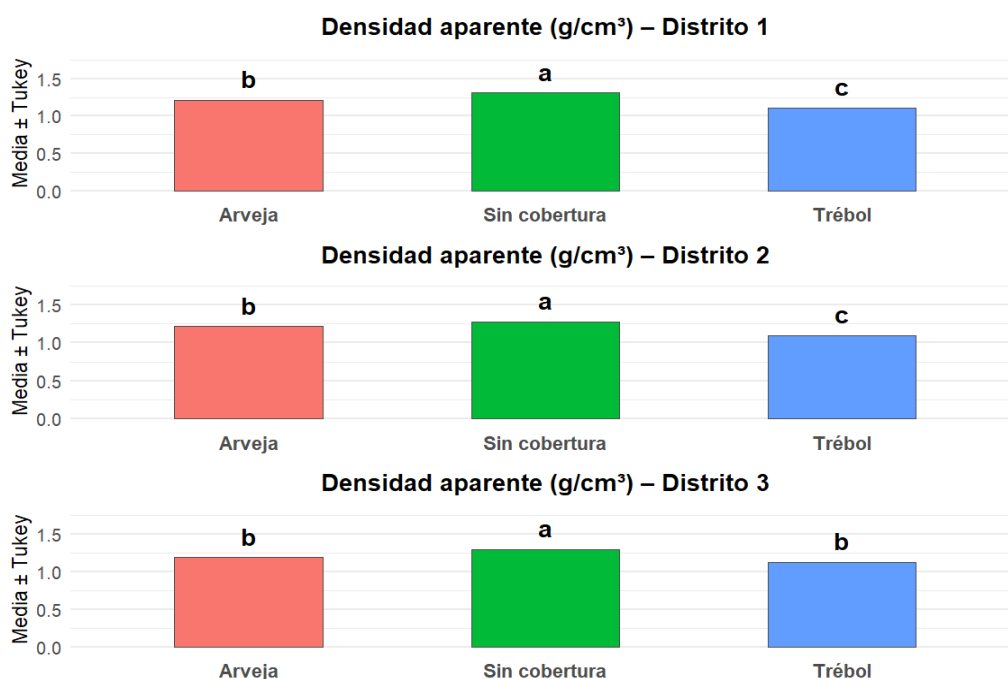 Densidad aparente (g/cm³) – Distrito 1
Media ± Tukey
1.5
1.0
0.5
0.0
b
a
c
Arveja
Sin cobertura
Trébol
Densidad aparente (g/cm³) – Distrito 2
Media ± Tukey
1.5
1.0
0.5
0.0
b
a
c
Arveja
Sin cobertura
Trébol
Densidad aparente (g/cm³) – Distrito 3
Media ± Tukey
1.5
1.0
0.5
0.0
b
a
b
Arveja
Sin cobertura
Trébol